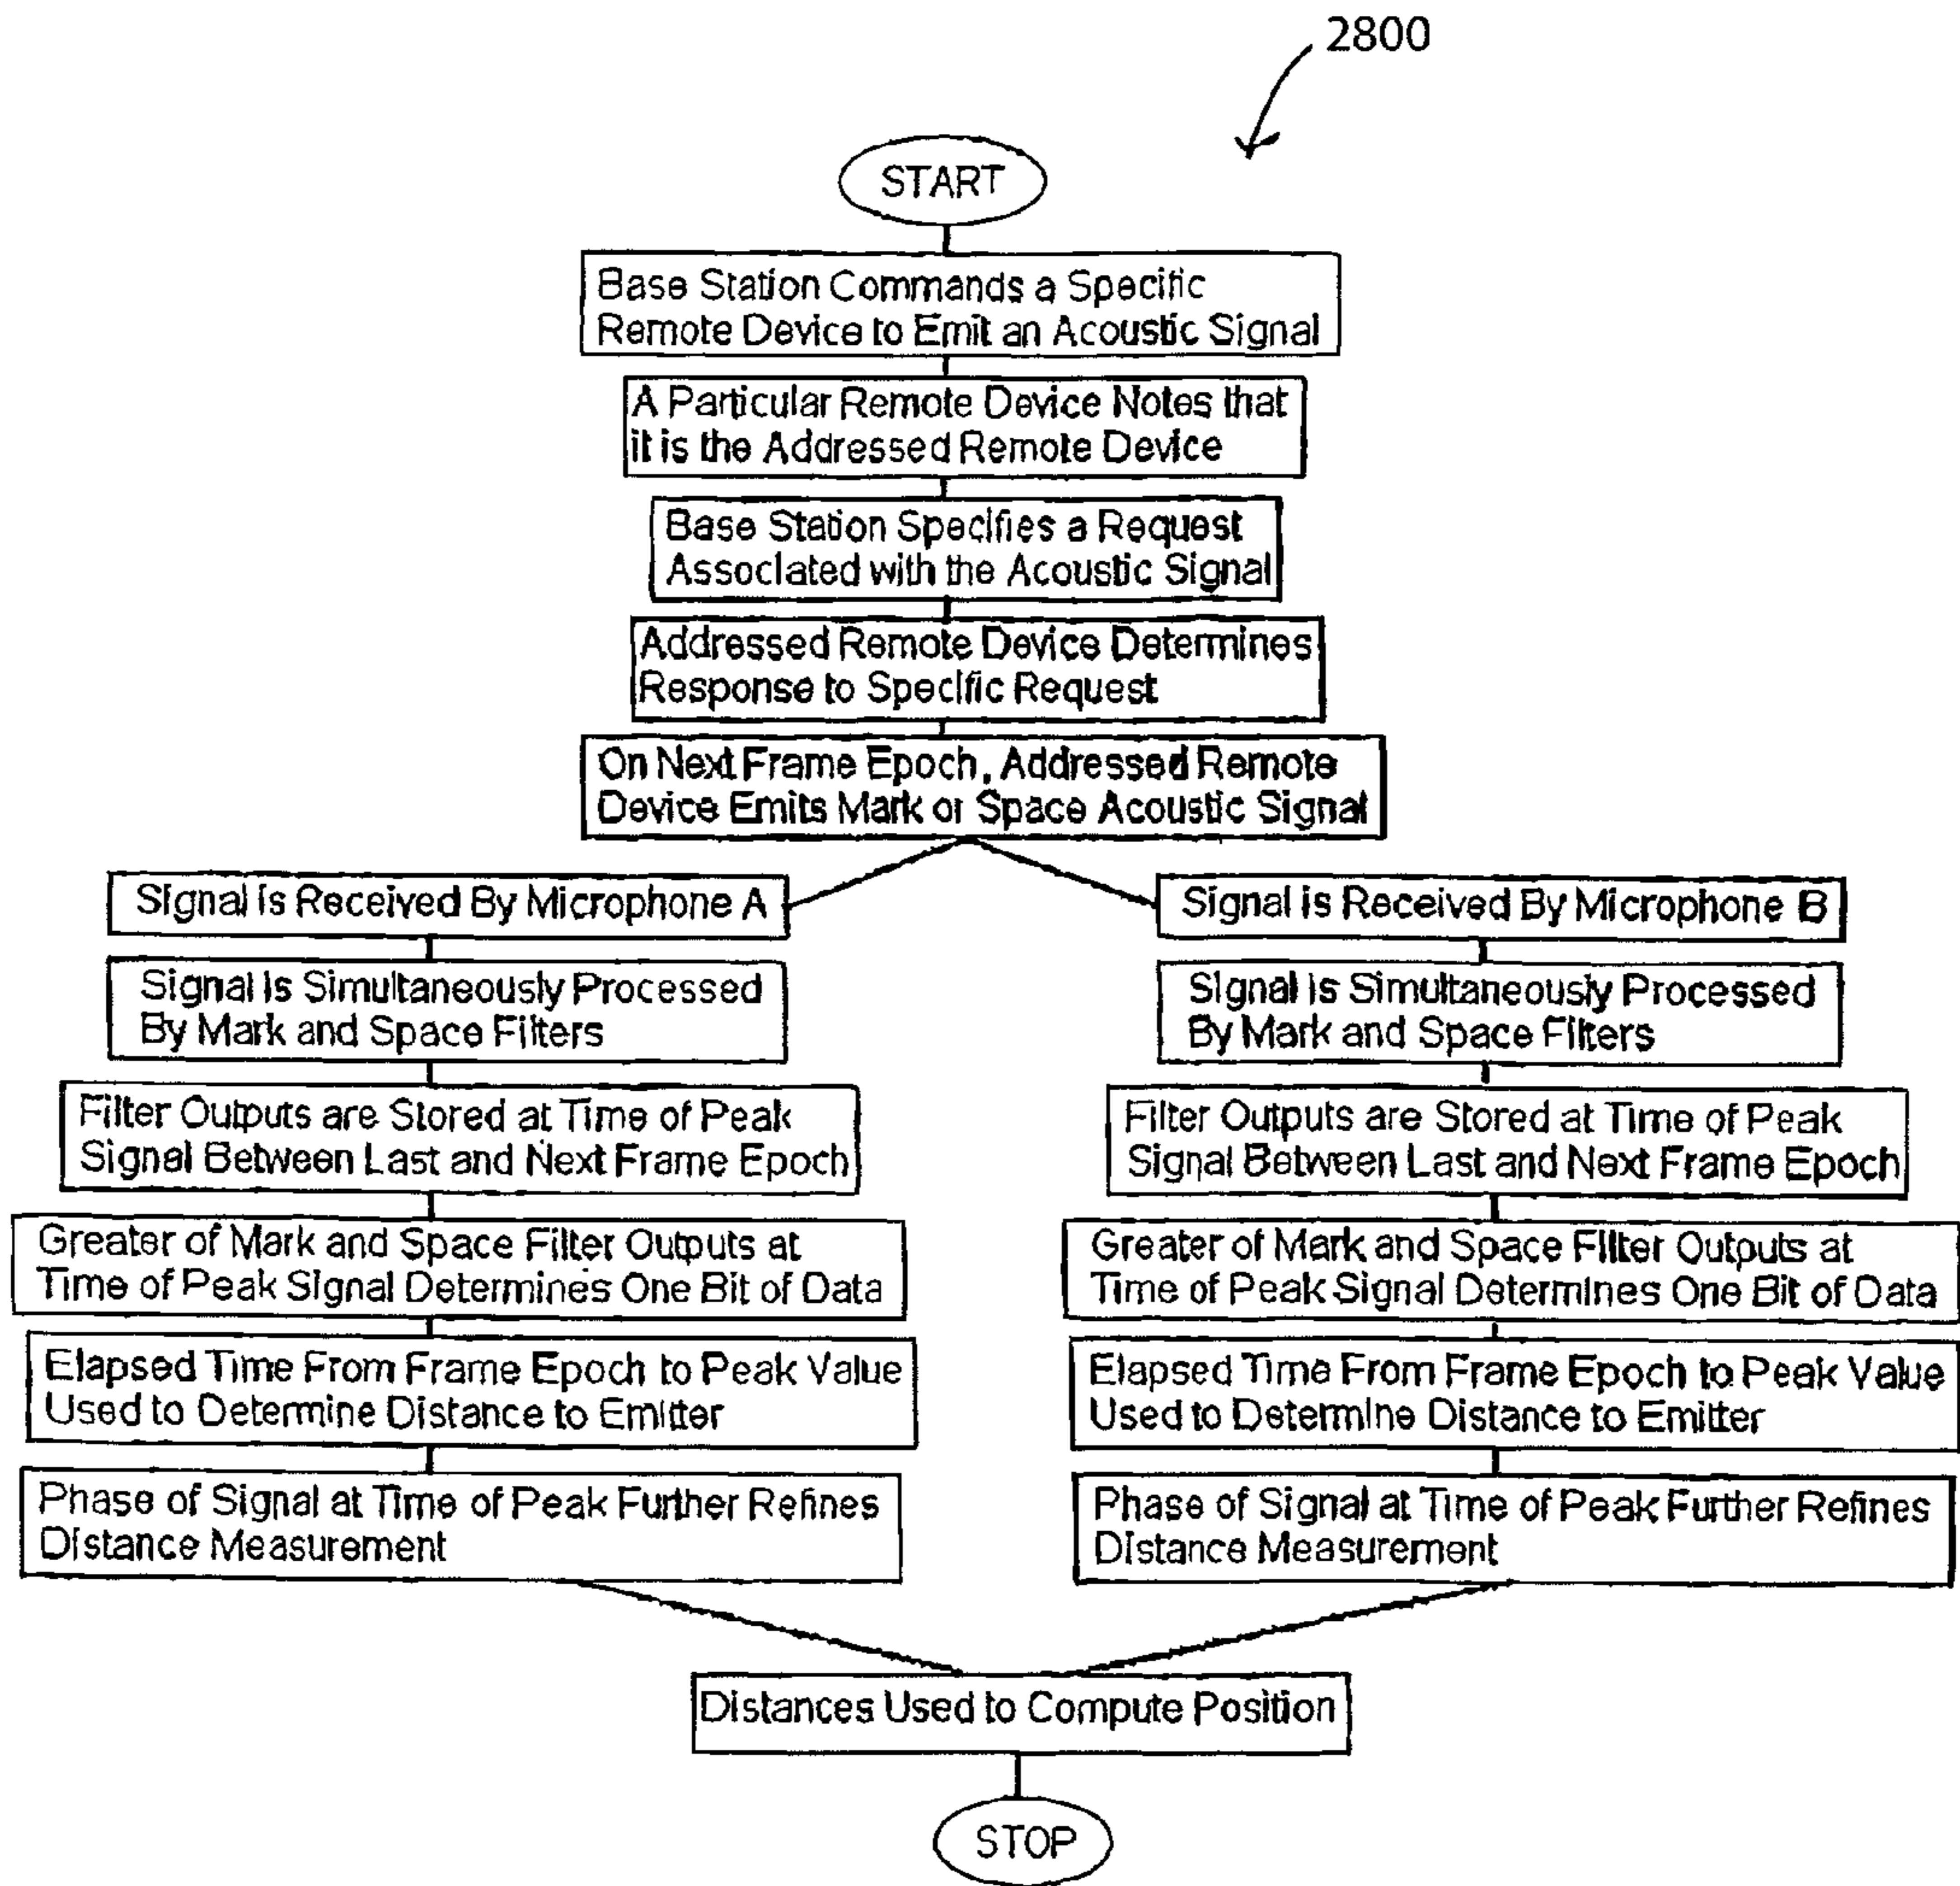 2800
START
Base Station Commands a Specific
Remote Device to Emit an Acoustic Signal
A Particular Remote Device Notes that
it is the Addressed Remote Device
Base Station Specifies a Request
Associated with the Acoustic Signal
Addressed Remote Device Determines
Response to Specific Request
On Next Frame Epoch, Addressed Remote
Device Emits Mark or Space Acoustic Signal
Signal is Received By Microphone A
Signal is Simultaneously Processed
By Mark and Space Filters
Filter Outputs are Stored at Time of Peak
Signal Between Last and Next Frame Epoch
Greater of Mark and Space Filter Outputs at
Time of Peak Signal Determines One Bit of Data
Elapsed Time From Frame Epoch to Peak Value
Used to Determine Distance to Emitter
Phase of Signal at Time of Peak Further Refines
Distance Measurement
Signal is Received By Microphone B
Signal is Simultaneously Processed
By Mark and Space Filters
Filter Outputs are Stored at Time of Peak
Signal Between Last and Next Frame Epoch
Greater of Mark and Space Filter Outputs at
Time of Peak Signal Determines One Bit of Data
Elapsed Time From Frame Epoch to Peak Value
Used to Determine Distance to Emitter
Phase of Signal at Time of Peak Further Refines
Distance Measurement
Distances Used to Compute Position
STOP